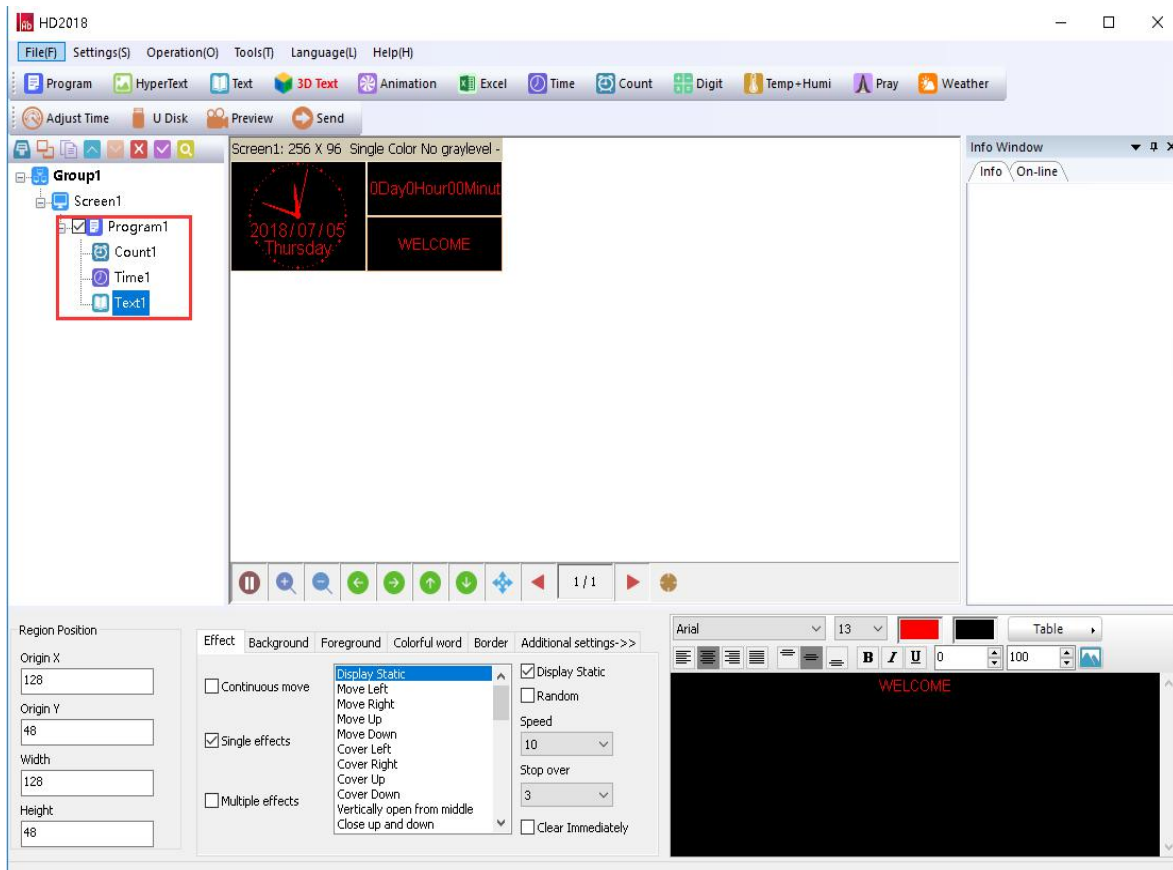 HD2018
File(F) Settings(S) Operation(O) Tools(T) Language(L) Help(H)
Program HyperText Text 3D Text Animation Excel Time Count Digit Temp+Humi Pray Weather
Adjust Time U Disk Preview Send
Screen1: 256 X 96 Single Color No graylevel -
Info Window
Info On-line
Group1
Screen1
Program1
Count1
Time1
Text1
0Day0Hour00Minut
2018/07/05
Thursday
WELCOME
1/1
Region Position
Origin X
128
Origin Y
48
Width
128
Height
48
Effect Background Foreground Colorful word Border Additional settings->>
Continuous move
Single effects
Multiple effects
Display Static
Move Left
Move Right
Move Up
Move Down
Cover Left
Cover Right
Cover Up
Cover Down
Vertically open from middle
Close up and down
Display Static
Random
Speed
10
Stop over
3
Clear Immediately
Arial 13 Table
B I U 0 100
WELCOME